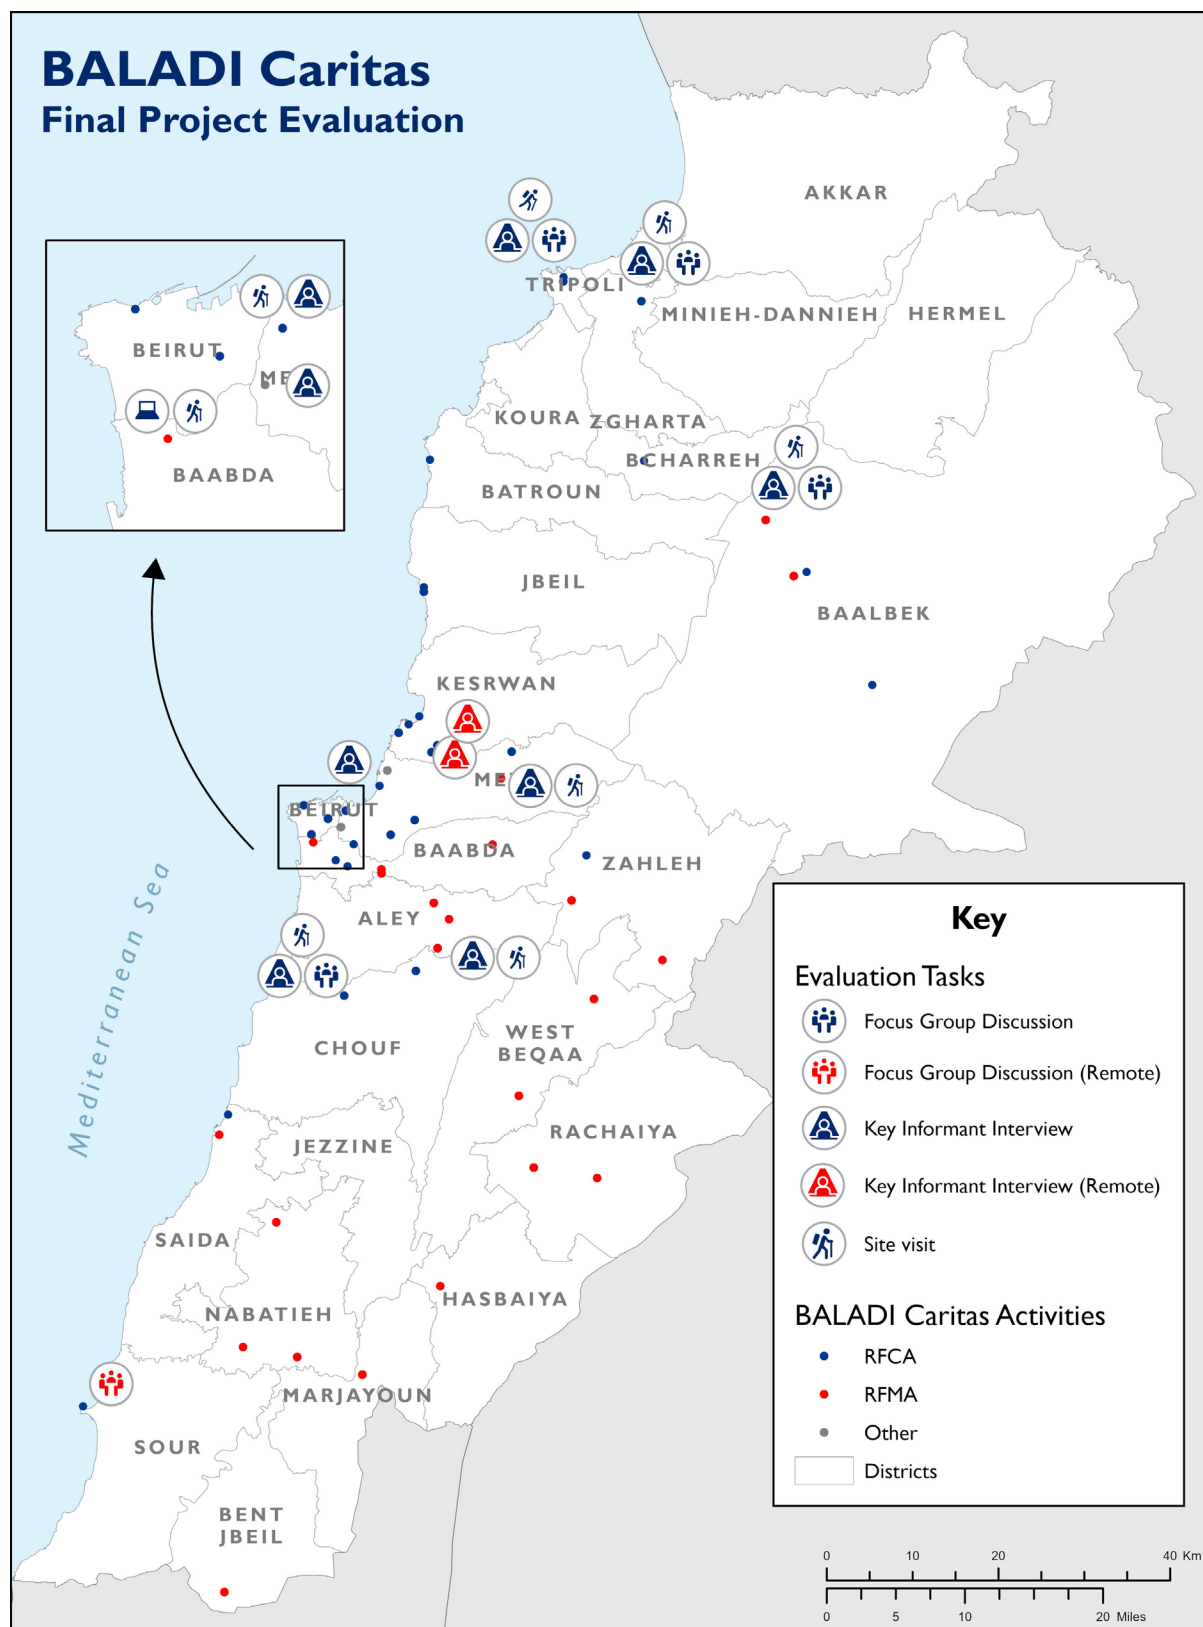 BALADI Caritas
Final Project Evaluation
AKKAR
TRIPOLI
MINIEH-DANNIEH
HERMEL
BEIRUT
ME
BAABDA
KOURA
ZGHARTA
BCHARREH
BATROUN
JBEIL
BAALBEK
KESRWAN
ME
BEIRUT
BAABDA
ZAHLEH
ALEY
Mediterranean Sea
CHOUF
WEST
BEQAA
JEZZINE
RACHAIYA
SAIDA
NABATIEH
HASBAIYA
MARJAYOUN
SOUR
BENT
JBEIL
Key
Evaluation Tasks
Focus Group Discussion
Focus Group Discussion (Remote)
Key Informant Interview
Key Informant Interview (Remote)
Site visit
BALADI Caritas Activities
RFCA
RFMA
Other
Districts
0 10 20 40 Km
0 5 10 20 Miles